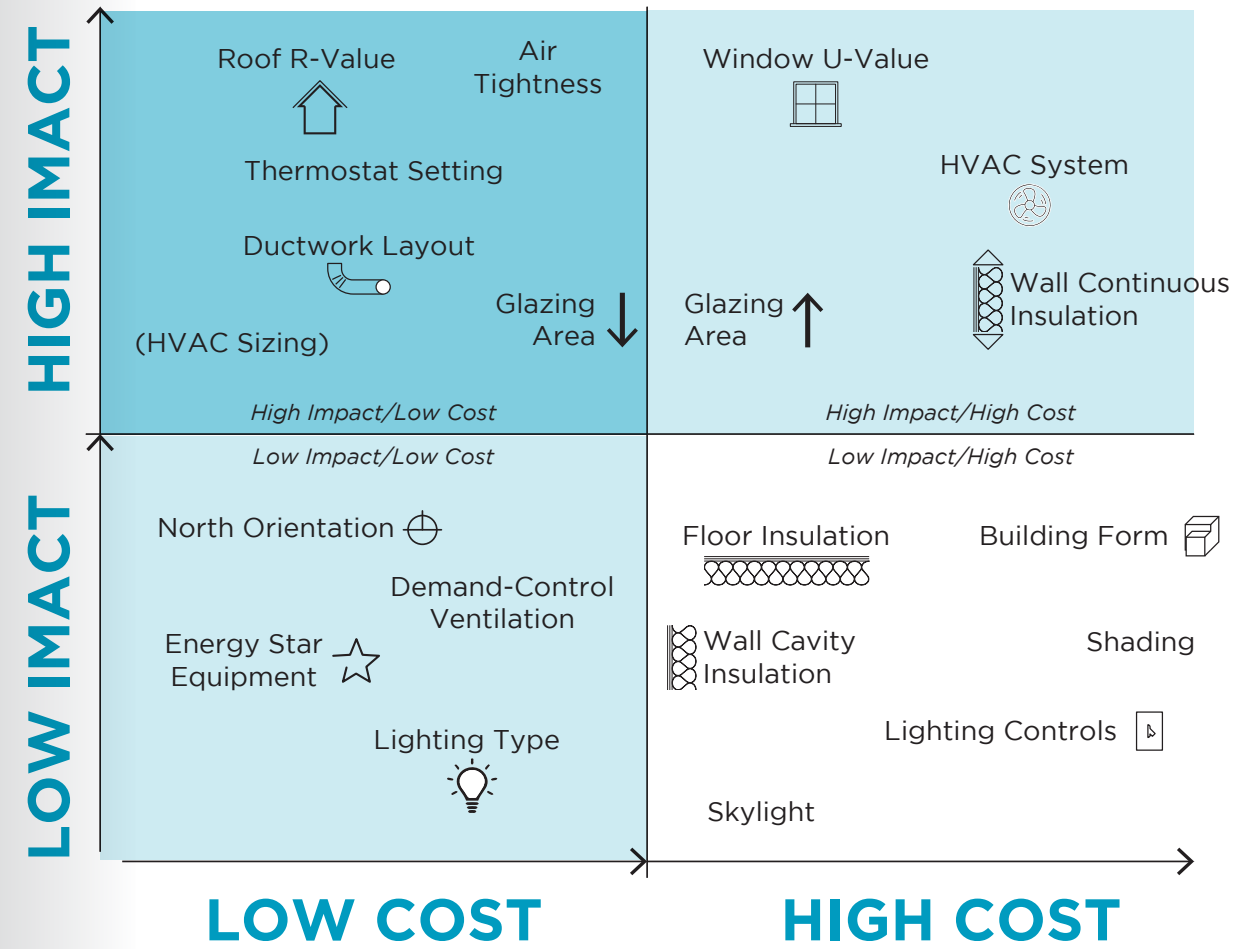 HIGH IMACT
Roof R-Value
Air
Tightness
Thermostat Setting
Ductwork Layout
Glazing
Area
(HVAC Sizing)
High Impact/Low Cost
Window U-Value
HVAC System
Glazing
Area
Wall Continuous
Insulation
High Impact/High Cost
LOW IMACT
Low Impact/Low Cost
North Orientation
Demand-Control
Ventilation
Energy Star
Equipment
Lighting Type
Low Impact/High Cost
Floor Insulation
Building Form
Wall Cavity
Insulation
Shading
Lighting Controls
Skylight
LOW COST
HIGH COST